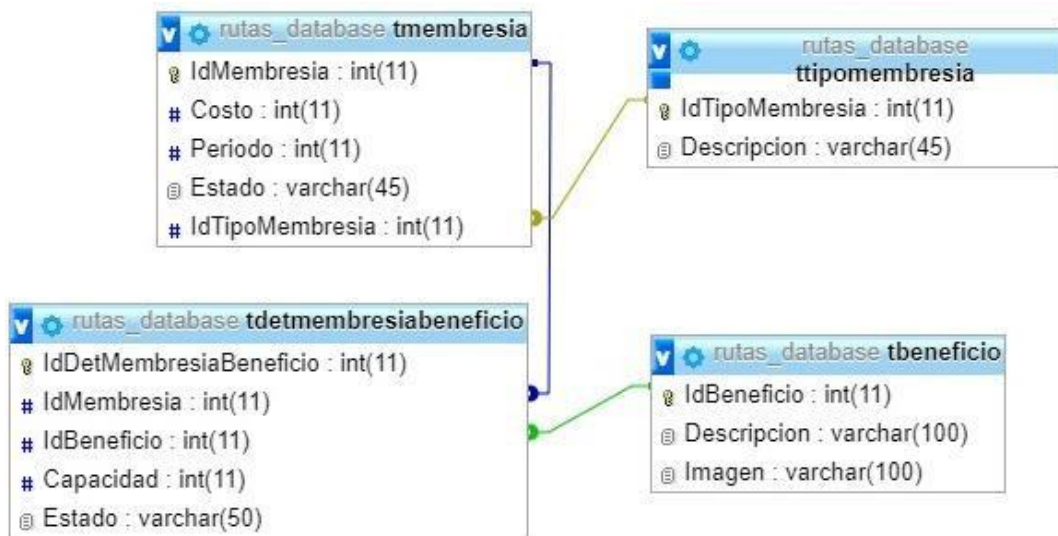 rutas_database tmembresia
IdMembresia : int(11)
# Costo : int(11)
# Periodo : int(11)
Estado : varchar(45)
# IdTipoMembresia : int(11)
rutas_database
ttipomembresia
IdTipoMembresia : int(11)
Descripcion : varchar(45)
rutas_database tdetmembresiabeneficio
IdDetMembresiaBeneficio : int(11)
# IdMembresia : int(11)
# IdBeneficio : int(11)
# Capacidad : int(11)
Estado : varchar(50)
rutas_database tbeneficio
IdBeneficio : int(11)
Descripcion : varchar(100)
Imagen : varchar(100)